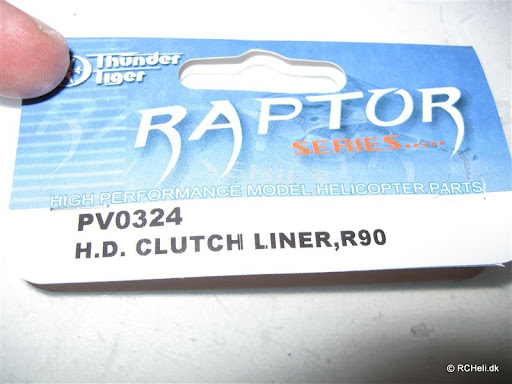 Thunder
Tiger
RAPTOR
SERIES.....
HIGH PERFORMANCE MODEL HELICOPTER PARTS
PV0324
H.D. CLUTCH LINER,R90
© RCHeli.dk